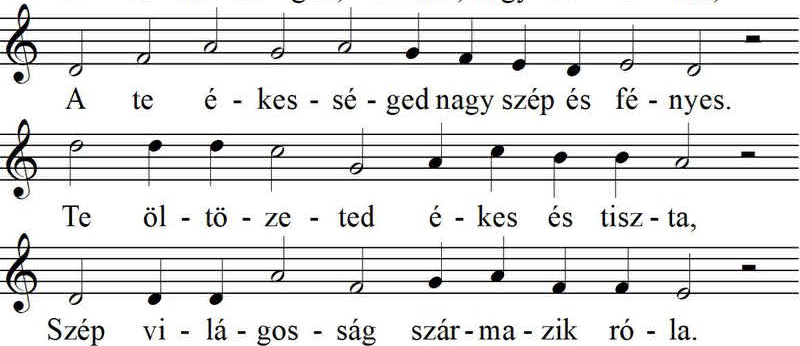 A te é - kes - sé - ged nagy szép és fé - nyes.
Te öl - tö - ze - ted é - kes és tisz - ta,
Szép vi - lá - gos - ság szár - ma - zik ró - la.